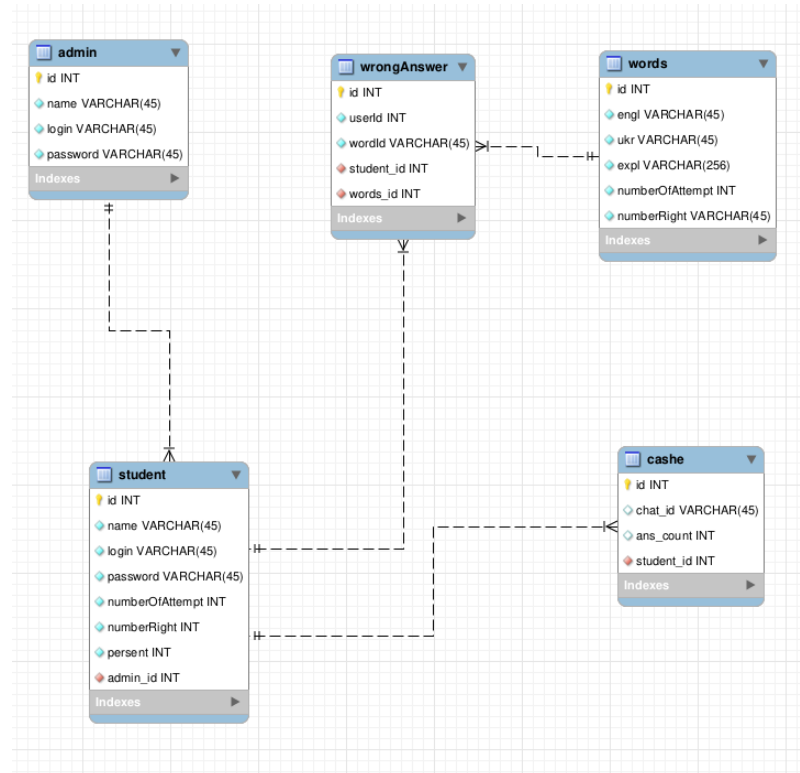 admin
id INT
name VARCHAR(45)
login VARCHAR(45)
password VARCHAR(45)
Indexes
wrongAnswer
id INT
userId INT
wordId VARCHAR(45)
student_id INT
words_id INT
Indexes
words
id INT
engl VARCHAR(45)
ukr VARCHAR(45)
expl VARCHAR(256)
numberOfAttempt INT
numberRight VARCHAR(45)
Indexes
student
id INT
name VARCHAR(45)
login VARCHAR(45)
password VARCHAR(45)
numberOfAttempt INT
numberRight INT
persent INT
admin_id INT
Indexes
cashe
id INT
chat_id VARCHAR(45)
ans_count INT
student_id INT
Indexes